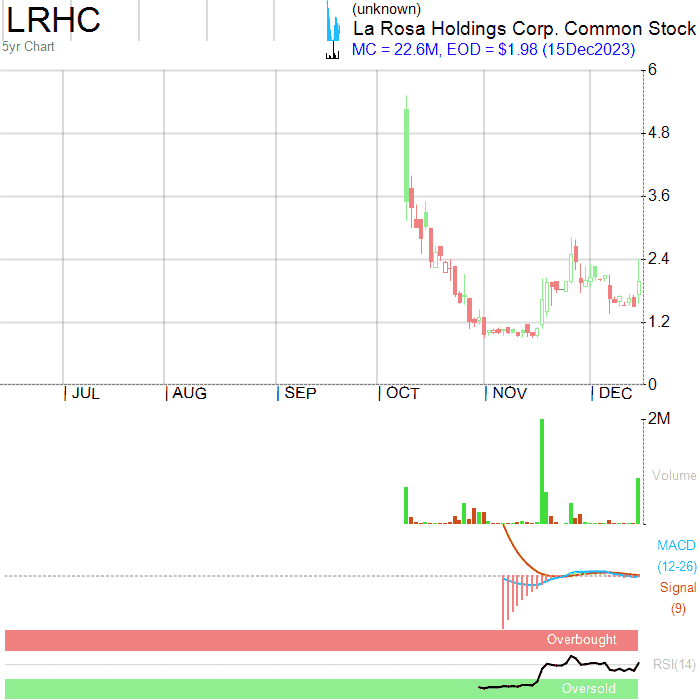 LRHC
(unknown)
La Rosa Holdings Corp. Common Stock
5yr Chart
MC = 22.6M, EOD = $1.98 (15Dec2023)
6
4.8
3.6
2.4
1.2
0
JUL AUG SEP OCT NOV DEC
2M
Volume
MACD
(12-26)
Signal
(9)
Overbought
RSI(14)
Oversold